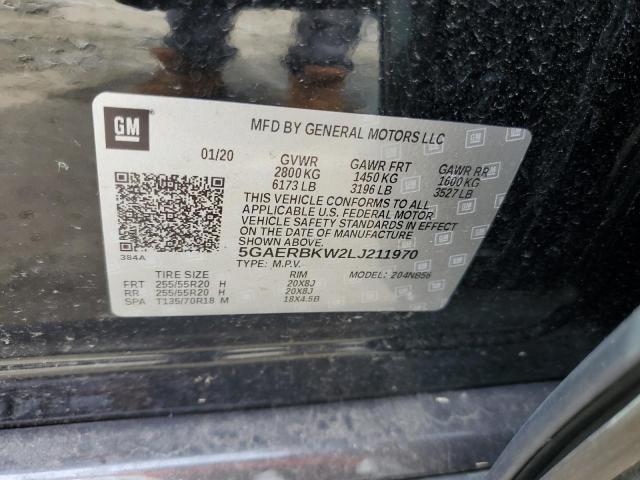 GM
MFD BY GENERAL MOTORS LLC
01/20 GVWR GAWR FRT GAWR RR
2800 KG 1450 KG 1600 KG
6173 LB 3196 LB 3527 LB
THIS VEHICLE CONFORMS TO ALL
APPLICABLE U.S. FEDERAL MOTOR
VEHICLE SAFETY STANDARDS IN EFFECT
ON THE DATE OF MANUFACTURE
SHOWN ABOVE.
384A
5GAERBKW2LJ211970
TYPE: M.P.V. MODEL: 204NB56
TIRE SIZE RIM
FRT 255/55R20 H 20X8J
RR 255/55R20 H 20X8J
SPA T135/70R18 M 18X4.5B